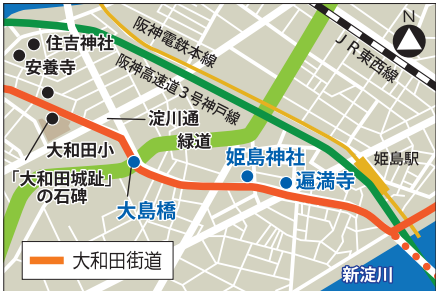 N
阪神電鉄本線
JR東西線
住吉神社
安養寺
阪神高速道3号神戸線
淀川通
緑道
大和田小
姫島神社
姫島駅
「大和田城趾」
の石碑
遍満寺
大島橋
大和田街道
新淀川